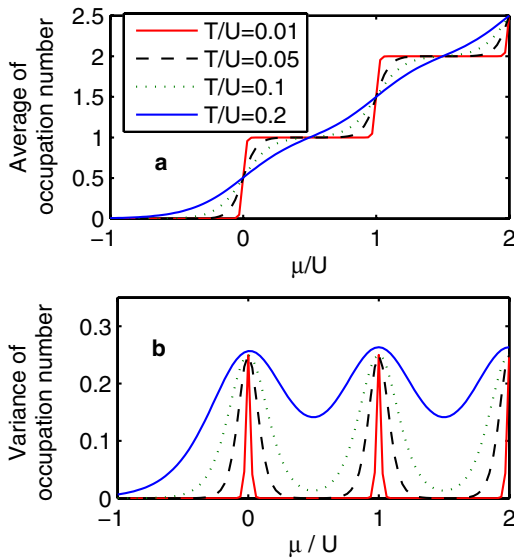 2.5
2
1.5
1
0.5
0
Average of
occupation number
T/U=0.01
T/U=0.05
T/U=0.1
T/U=0.2
a
−1 0 1 2
μ/U
0.3
0.2
0.1
0
Variance of
occupation number
b
−1 0 1 2
μ / U